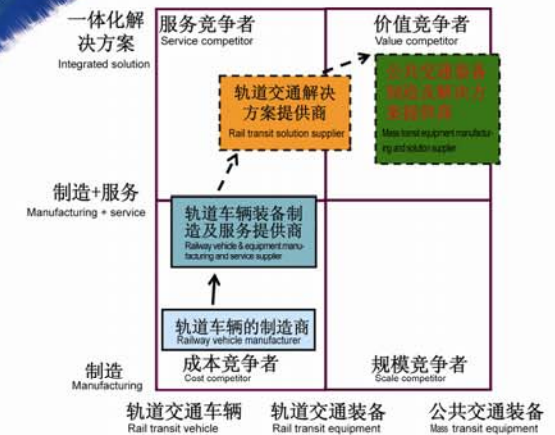 一体化解
决方案
Integrated solution
服务竞争者
Service competitor
价值竞争者
Value competitor
轨道交通解决
方案提供商
Rail transit solution supplier
公共交通装备
制造及解决方
案提供商
Mass transit equipment manufactur-
ing and solution supplier
制造+服务
Manufacturing + service
轨道车辆装备制
造及服务提供商
Railway vehicle & equipment manu-
facturing and service supplier
轨道车辆的制造商
Railway vehicle manufacturer
制造
Manufacturing
成本竞争者
Cost competitor
规模竞争者
Scale competitor
轨道交通车辆
Rail transit vehicle
轨道交通装备
Rail transit equipment
公共交通装备
Mass transit equipment